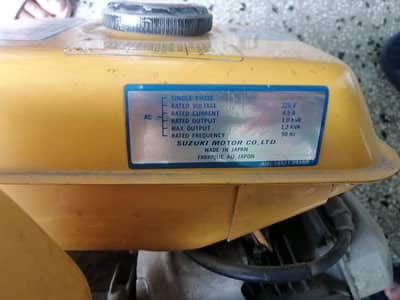 SINGLE PHASE
RATED VOLTAGE 220 V
AC RATED CURRENT 4.5 A
RATED OUTPUT 1.0 kVA
MAX. OUTPUT 1.2 KVA
RATED FREQUENCY 50 Hz
SUZUKI MOTOR CO., LTD.
MADE IN JAPAN
FABRIQUE AU JAPON